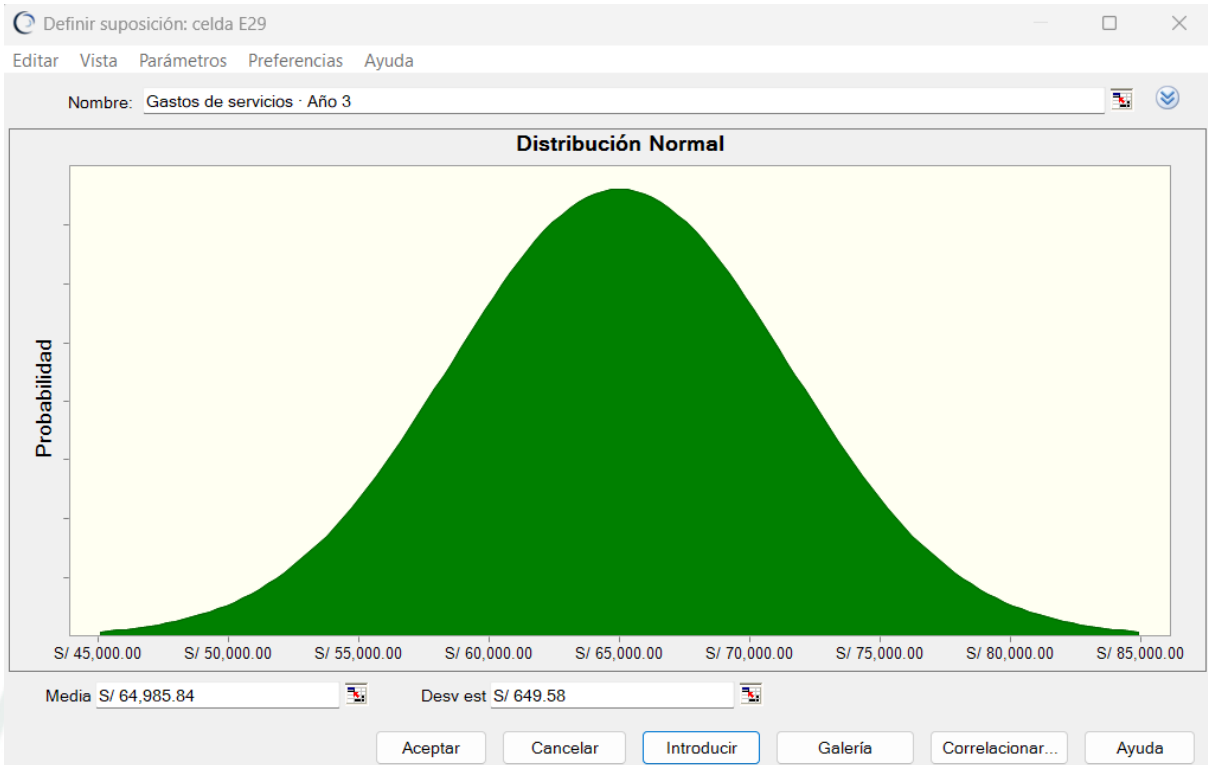 Definir suposición: celda E29
Editar Vista Parámetros Preferencias Ayuda
Nombre: Gastos de servicios · Año 3
Distribución Normal
Probabilidad
S/ 45,000.00 S/ 50,000.00 S/ 55,000.00 S/ 60,000.00 S/ 65,000.00 S/ 70,000.00 S/ 75,000.00 S/ 80,000.00 S/ 85,000.00
Media S/ 64,985.84 Desv est S/ 649.58
Aceptar Cancelar Introducir Galería Correlacionar... Ayuda